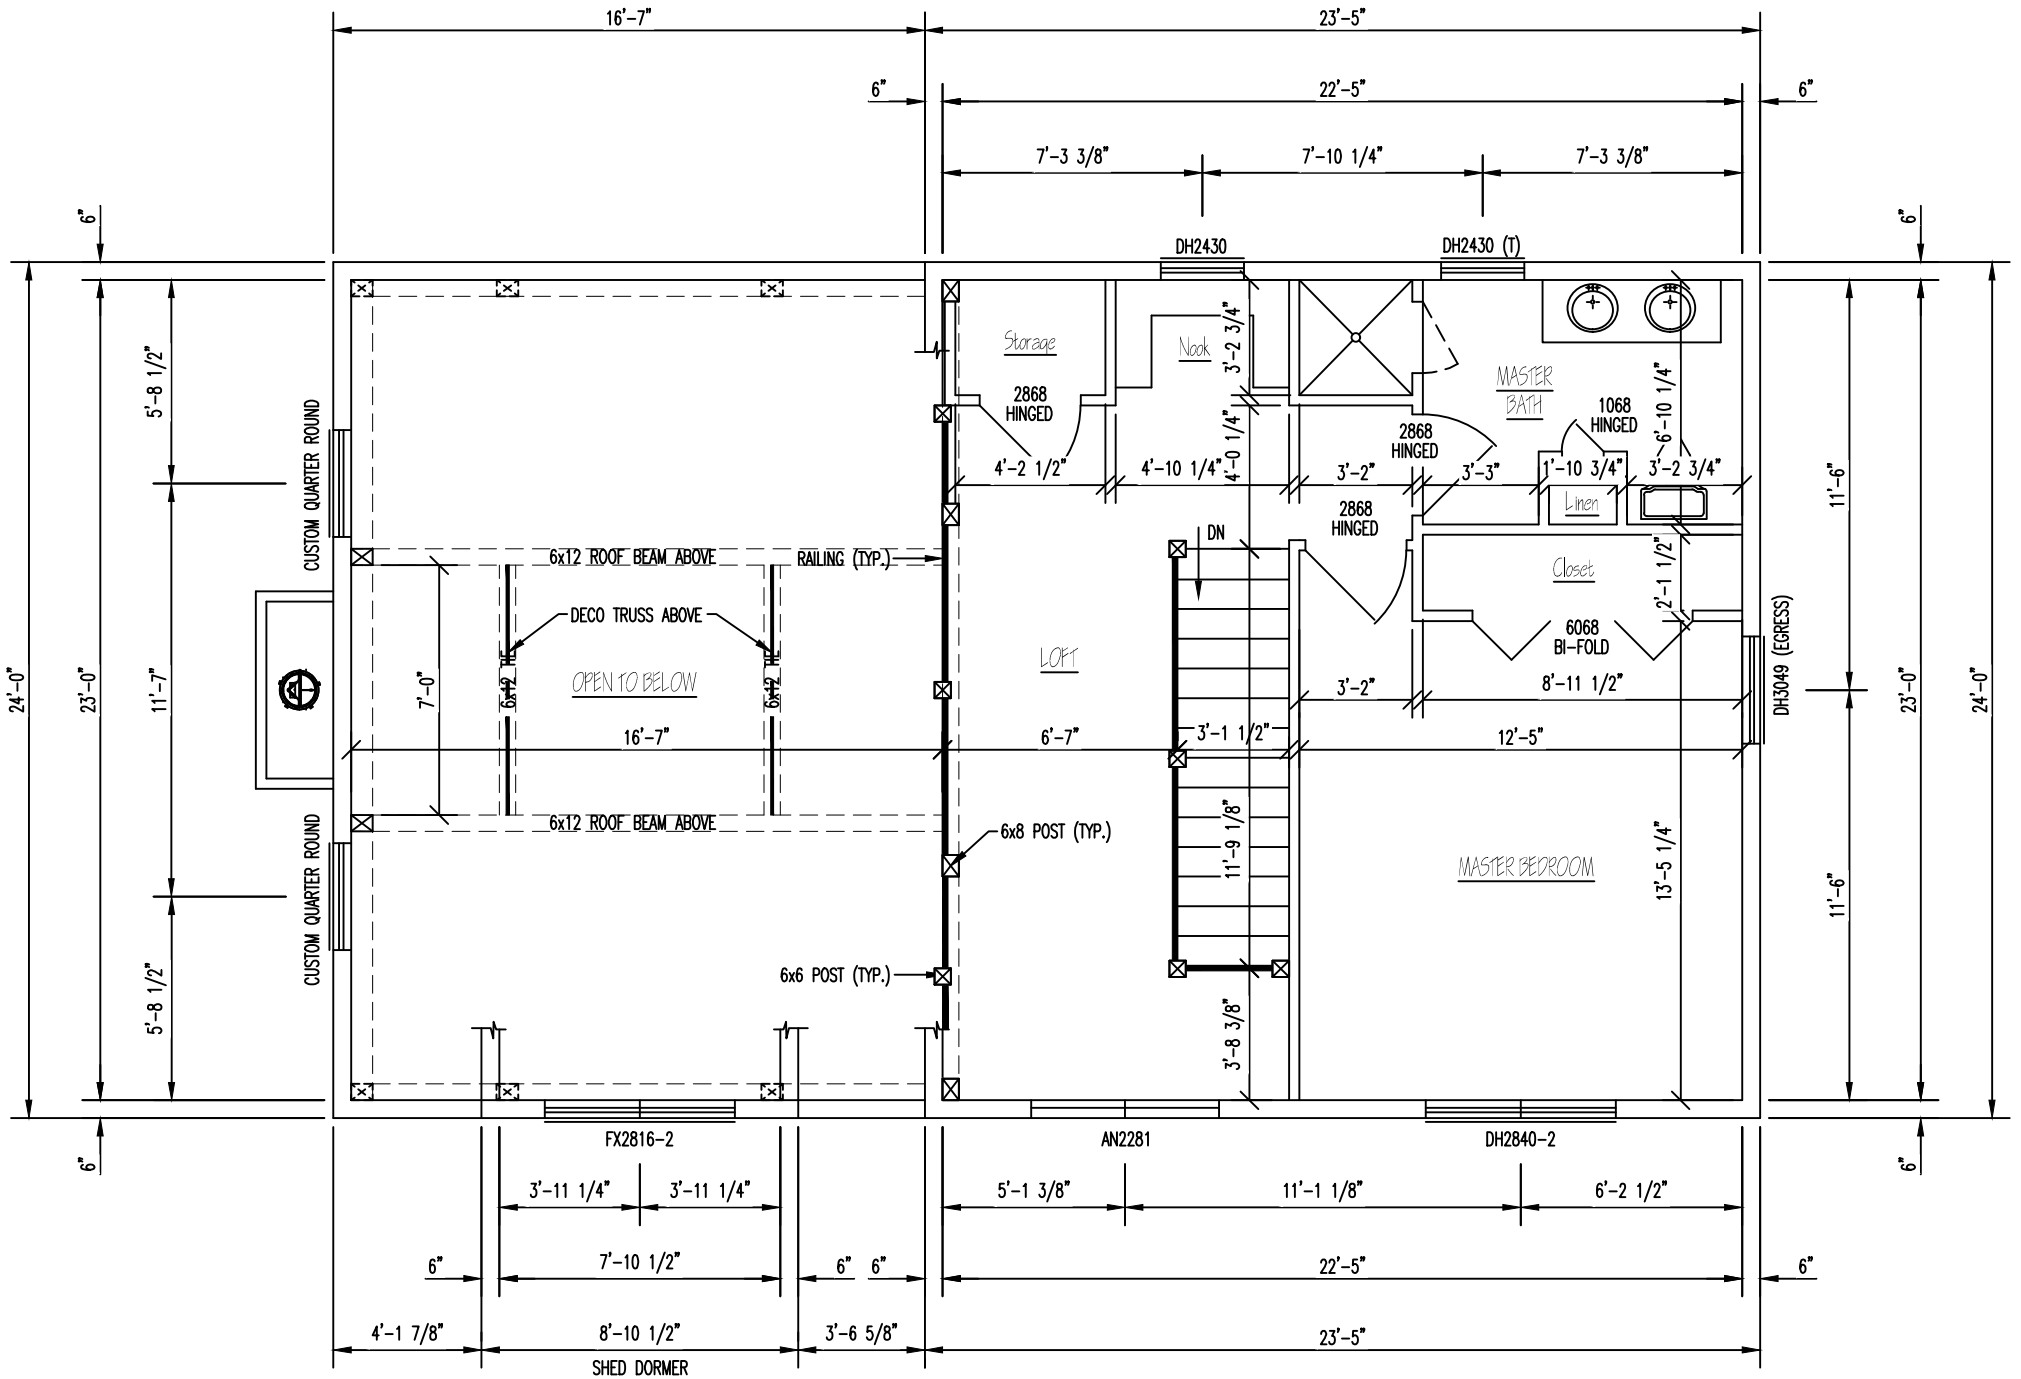 16'-7"
23'-5"
6"
22'-5"
6"
7'-3 3/8"
7'-10 1/4"
7'-3 3/8"
6"
6"
DH2430
DH2430 (T)
24'-0"
23'-0"
5'-8 1/2"
11'-7"
5'-8 1/2"
6"
CUSTOM QUARTER ROUND
CUSTOM QUARTER ROUND
6x12 ROOF BEAM ABOVE
RAILING (TYP.)
DECO TRUSS ABOVE
7'-0"
6x12
OPEN TO BELOW
6x12
16'-7"
6x12 ROOF BEAM ABOVE
6x8 POST (TYP.)
6x6 POST (TYP.)
Storage
2868
HINGED
Nook
3'-2 3/4"
4'-0 1/4"
4'-2 1/2"
4'-10 1/4"
3'-2"
3'-3"
1'-10 3/4"
3'-2 3/4"
MASTER
BATH
1068
HINGED
6'-10 1/4"
2868
HINGED
2868
HINGED
Linen
DN
Closet
2'-1 1/2"
6068
BI-FOLD
LOFT
3'-2"
8'-11 1/2"
6'-7"
3'-1 1/2"
12'-5"
11'-9 1/8"
MASTER BEDROOM
13'-5 1/4"
3'-8 3/8"
DH3049 (EGRESS)
11'-6"
11'-6"
23'-0"
24'-0"
6"
FX2816-2
AN2281
DH2840-2
3'-11 1/4"
3'-11 1/4"
5'-1 3/8"
11'-1 1/8"
6'-2 1/2"
6"
7'-10 1/2"
6"
6"
22'-5"
6"
4'-1 7/8"
8'-10 1/2"
3'-6 5/8"
23'-5"
SHED DORMER